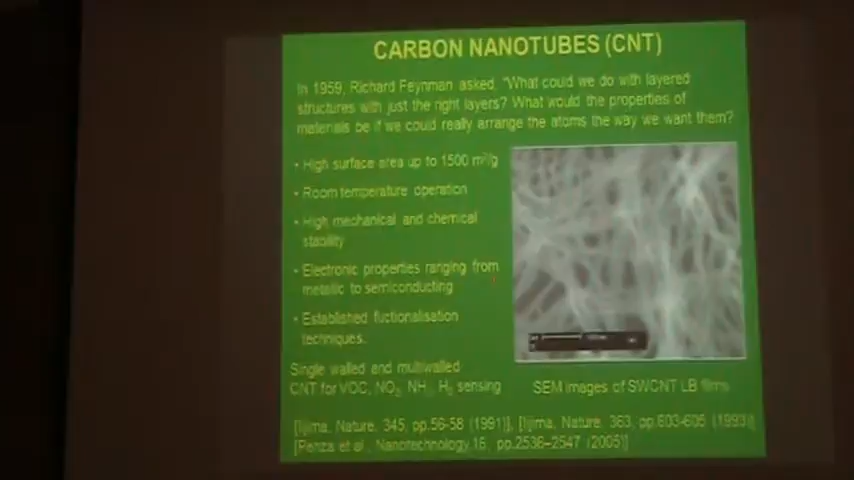 CARBON NANOTUBES (CNT)
In 1959, Richard Feynman asked, "What could we do with layered
structures with just the right layers? What would the properties of
materials be if we could really arrange the atoms the way we want them?
• High surface area up to 1500 m²/g
• Room temperature operation
• High mechanical and chemical
stability
• Electronic properties ranging from
metallic to semiconducting
• Established fuctionalisation
techniques.
Single walled and multiwalled
CNT for VOC, NO2, NH, H2 sensing
SEM images of SWCNT LB films
[Iijima, Nature, 345, pp.56-58 (1991)], [Iijima, Nature, 363, pp.603-605 (1993)]
[Penza et al., Nanotechnology,16, pp.2536–2547 (2005)]